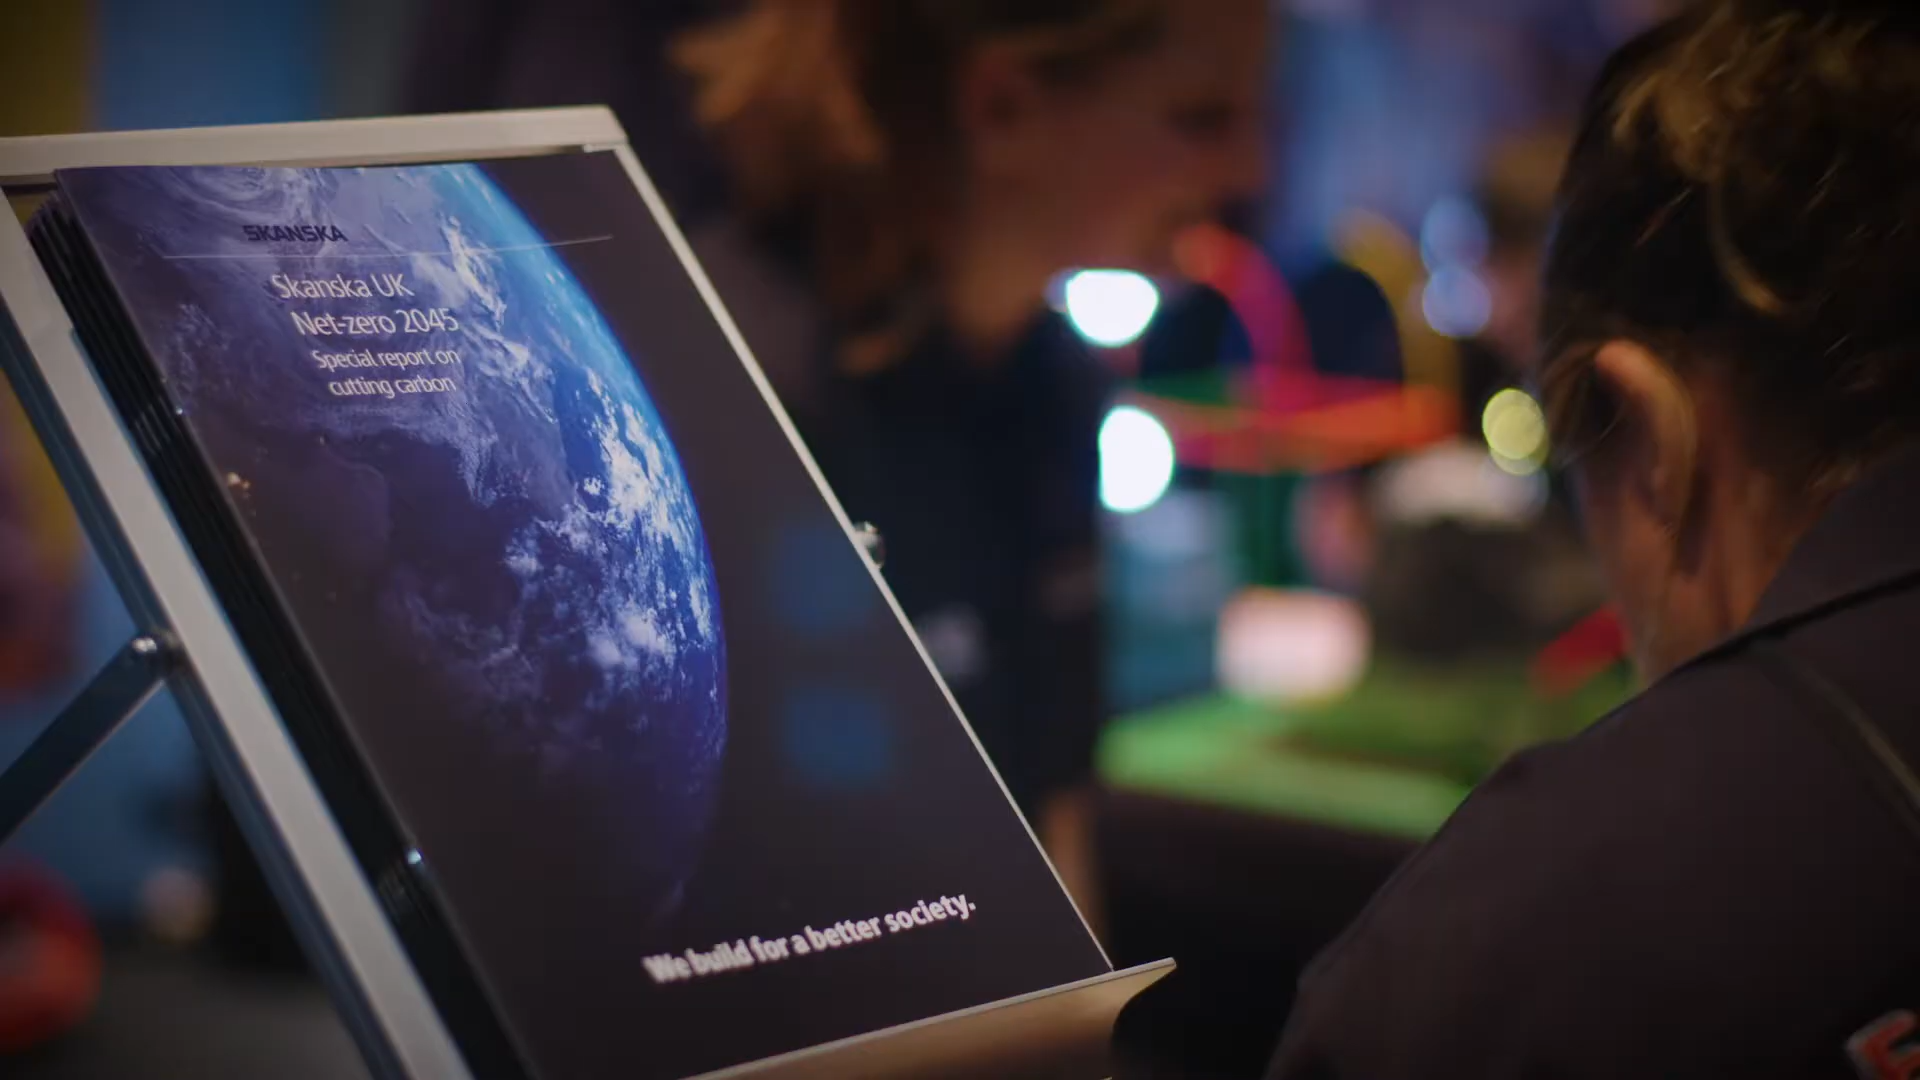 SKANSKA
Skanska UK
Net-zero 2045
Special report on
cutting carbon
We build for a better society.